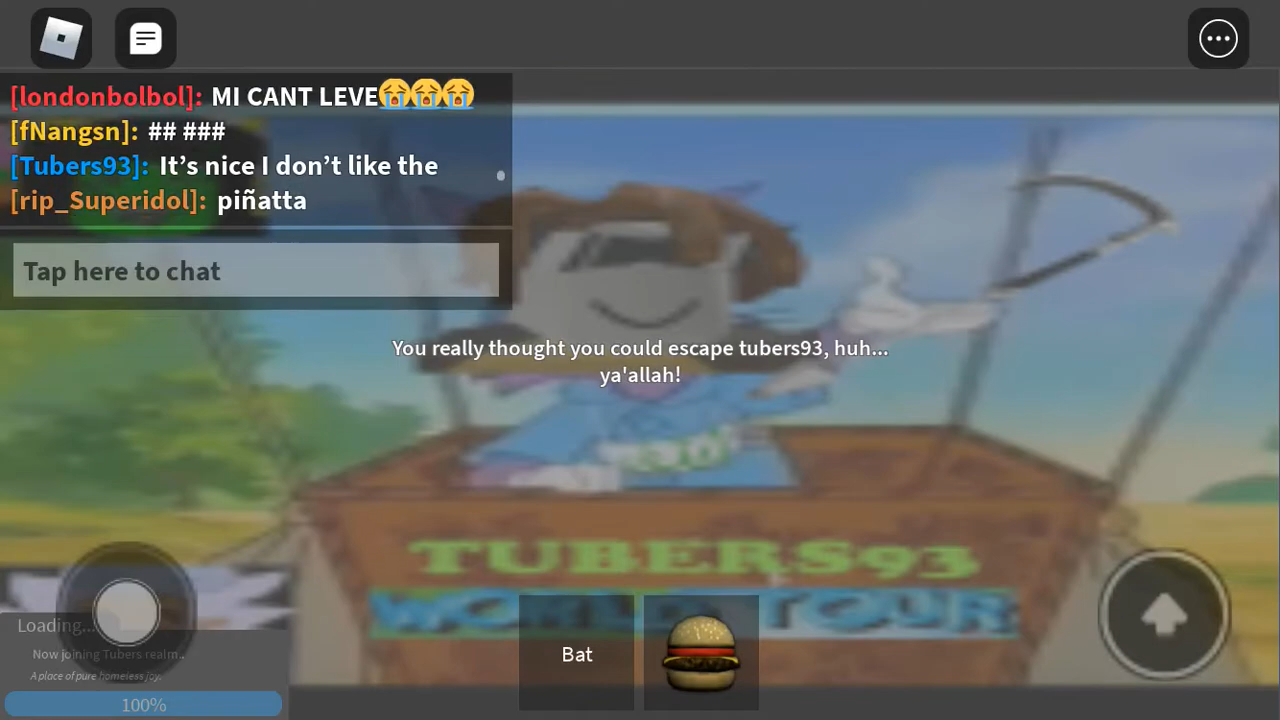 [londonbolbol]: MI CANT LEVE😭😭😭
[fNangsn]: ## ###
[Tubers93]: It’s nice I don’t like the
[rip_Superidol]: piñatta
Tap here to chat
You really thought you could escape tubers93, huh...
ya'allah!
TUBERS93
WORLD TOUR
Bat
Loading...
Now joining Tubers realm..
A place of pure homeless joy.
100%